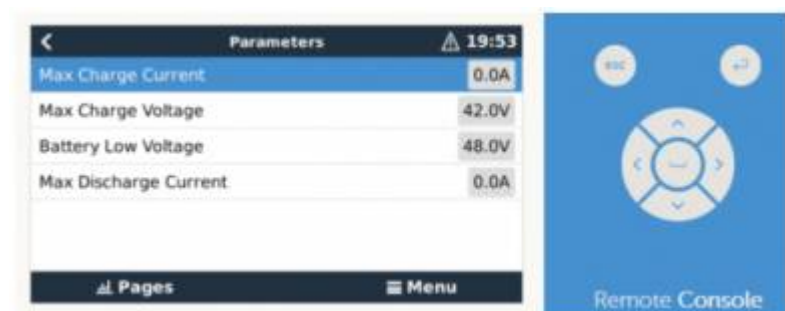 Parameters 19:53
Max Charge Current 0.0A
Max Charge Voltage 42.0V
Battery Low Voltage 48.0V
Max Discharge Current 0.0A
Pages Menu
esc
Remote Console